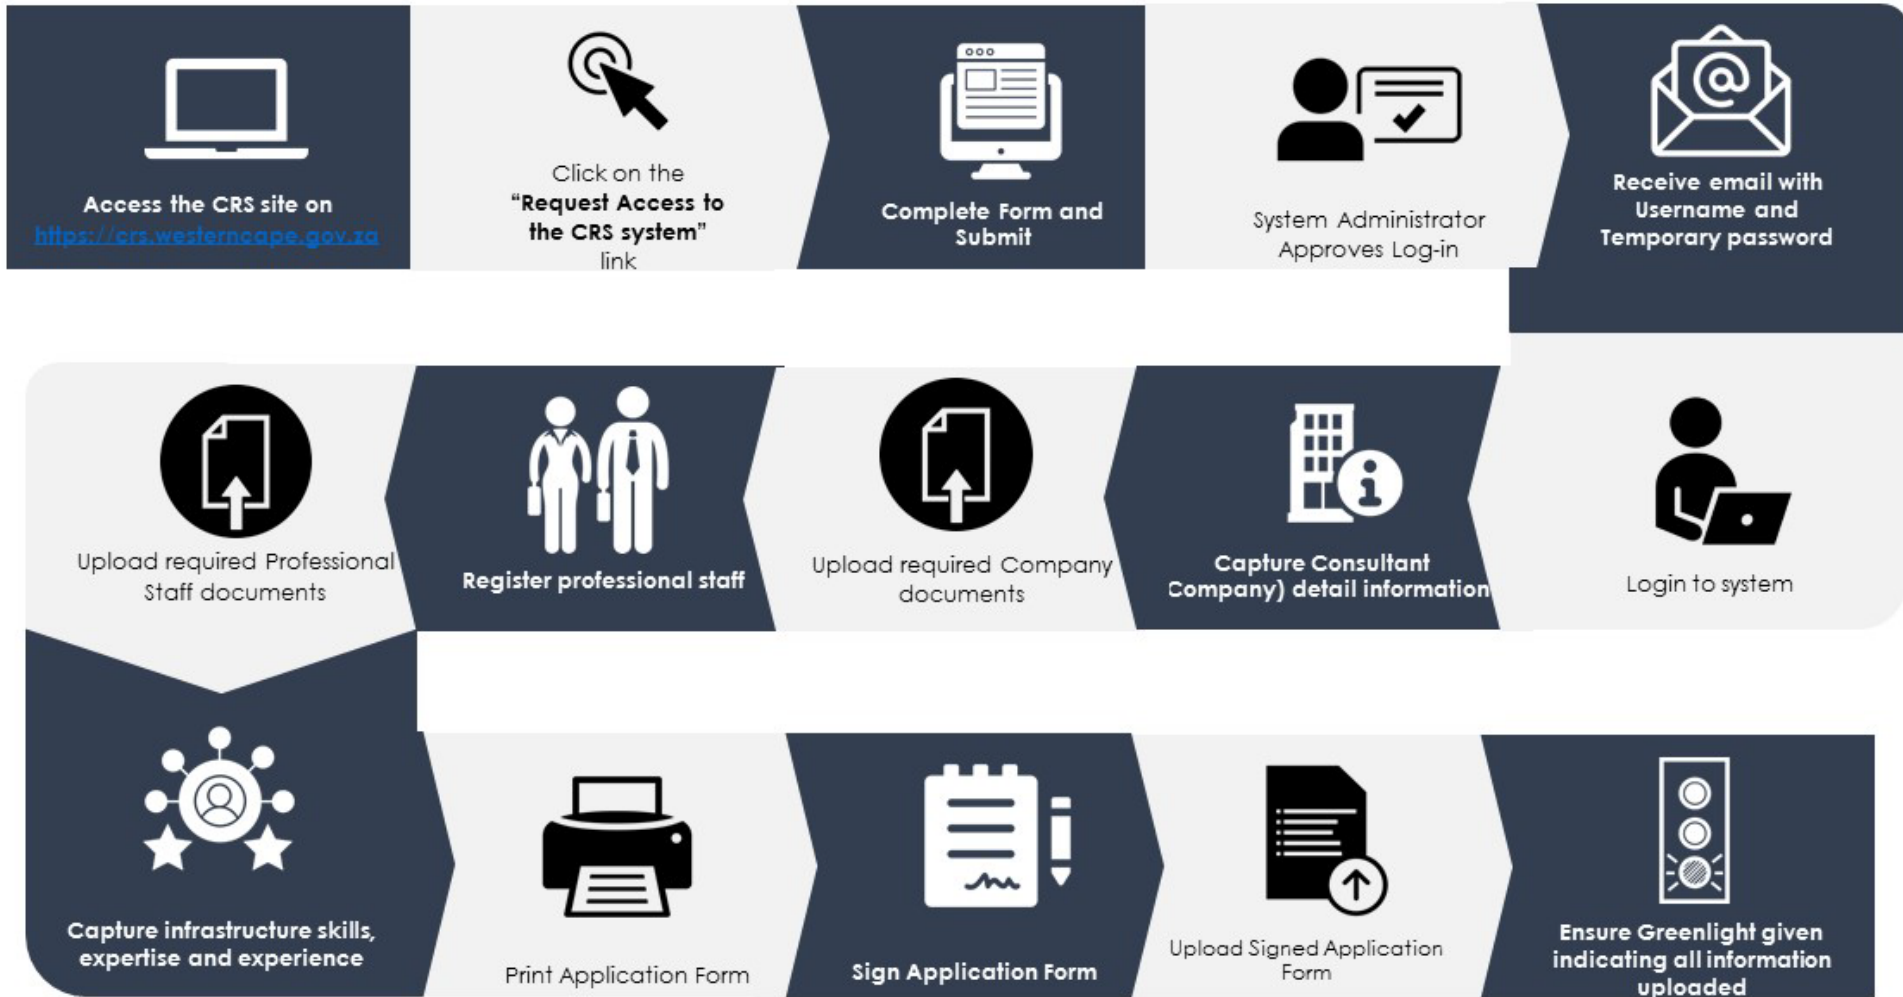 Access the CRS site on
https://crs.westerncape.gov.za
Click on the
“Request Access to
the CRS system”
link
Complete Form and
Submit
System Administrator
Approves Log-in
Receive email with
Username and
Temporary password
Login to system
Capture Consultant
Company) detail information
Upload required Company
documents
Register professional staff
Upload required Professional
Staff documents
Capture infrastructure skills,
expertise and experience
Print Application Form
Sign Application Form
Upload Signed Application
Form
Ensure Greenlight given
indicating all information
uploaded